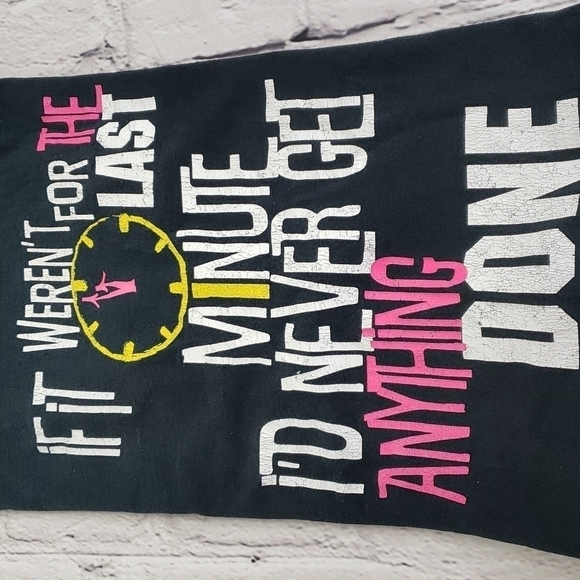 iF iT WEREN'T FOR THE
LAST
MINUTE
I'D NEVER GET
ANYTHING
DONE